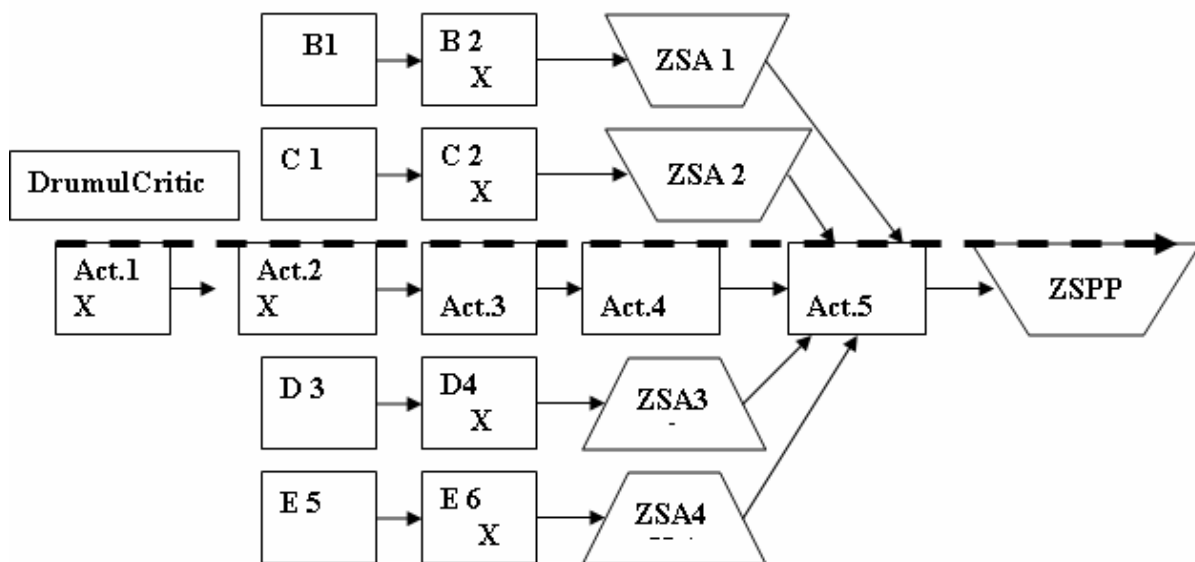 B1
B 2
X
ZSA 1
C 1
C 2
X
ZSA 2
DrumulCritic
Act.1
X
Act.2
X
Act.3
Act.4
Act.5
ZSPP
D 3
D4
X
ZSA3
E 5
E 6
X
ZSA4